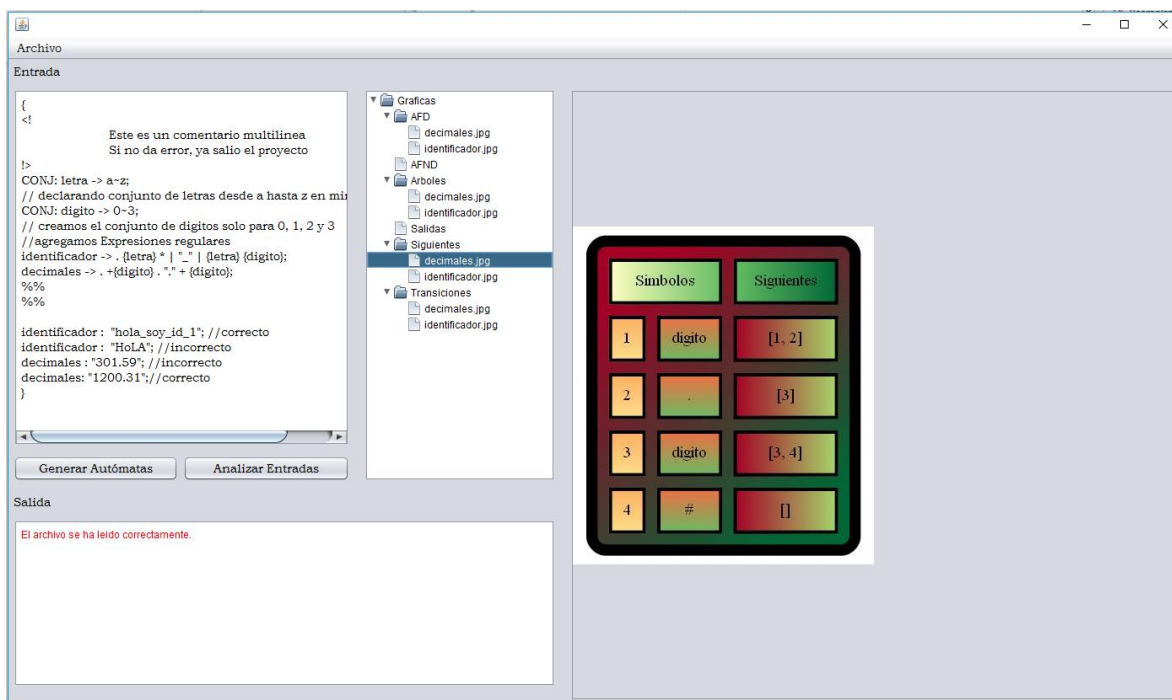 Archivo
Entrada
{
<!
Este es un comentario multilinea
Si no da error, ya salio el proyecto
!>
CONJ: letra -> a~z;
// declarando conjunto de letras desde a hasta z en
CONJ: digito -> 0~3;
// creamos el conjunto de digitos solo para 0, 1, 2 y 3
//agregamos Expresiones regulares
identificador -> . {letra} * | "_" | {letra} {digito};
decimales -> . +{digito} . "." + {digito};
%%
%%
identificador : "hola_soy_id_1"; //correcto
identificador : "HoLA"; //incorrecto
decimales : "301.59"; //incorrecto
decimales: "1200.31";//correcto
}
Generar Autómatas
Analizar Entradas
Graficas
AFD
decimales.jpg
identificador.jpg
AFND
Arboles
decimales.jpg
identificador.jpg
Salidas
Siguientes
decimales.jpg
identificador.jpg
Transiciones
decimales.jpg
identificador.jpg
Simbolos Siguientes
1 digito [1, 2]
2 . [3]
3 digito [3, 4]
4 # []
Salida
El archivo se ha leido correctamente.